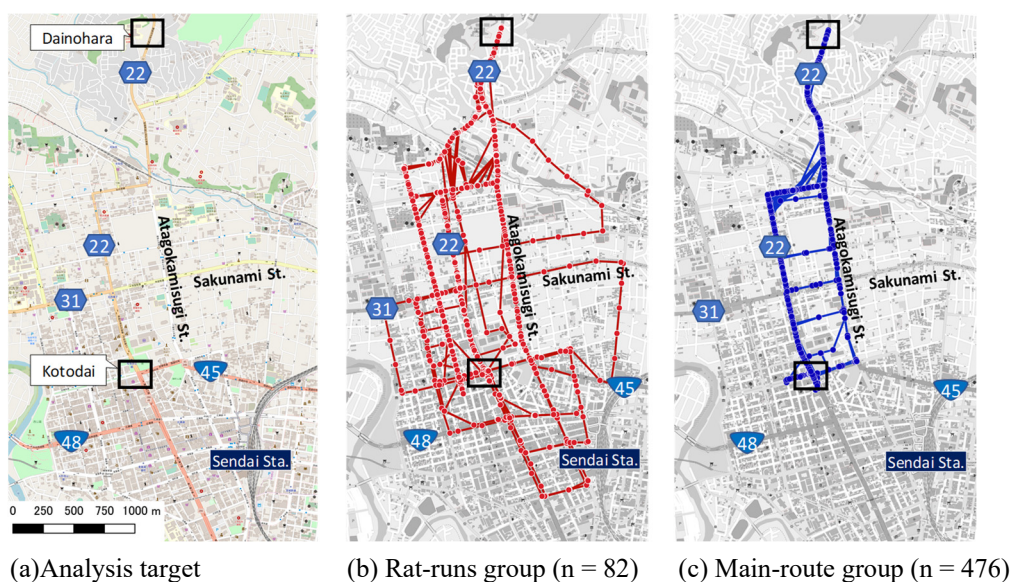 Dainohara
22
22
Atagokamisugi St.
Sakunami St.
31
Kotodai
45
48
Sendai Sta.
0 250 500 750 1000 m
(a)Analysis target
22
22
Atagokamisugi St.
Sakunami St.
31
45
48
Sendai Sta.
(b) Rat-runs group (n = 82)
22
22
Atagokamisugi St.
Sakunami St.
31
45
48
Sendai Sta.
(c) Main-route group (n = 476)